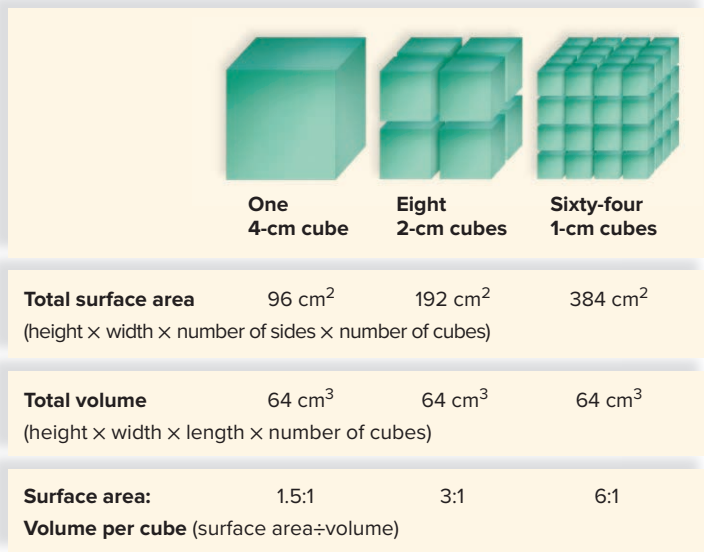 One Eight Sixty-four
4-cm cube 2-cm cubes 1-cm cubes
Total surface area 96 cm² 192 cm² 384 cm²
(height × width × number of sides × number of cubes)
Total volume 64 cm³ 64 cm³ 64 cm³
(height × width × length × number of cubes)
Surface area: 1.5:1 3:1 6:1
Volume per cube (surface area÷volume)